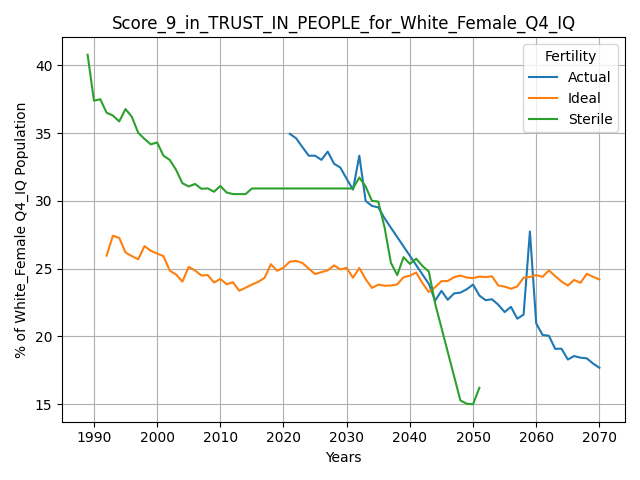 Score_9_in_TRUST_IN_PEOPLE_for_White_Female_Q4_IQ
% of White_Female Q4_IQ Population
40
35
30
25
20
15
Fertility
Actual
Ideal
Sterile
1990 2000 2010 2020 2030 2040 2050 2060 2070
Years